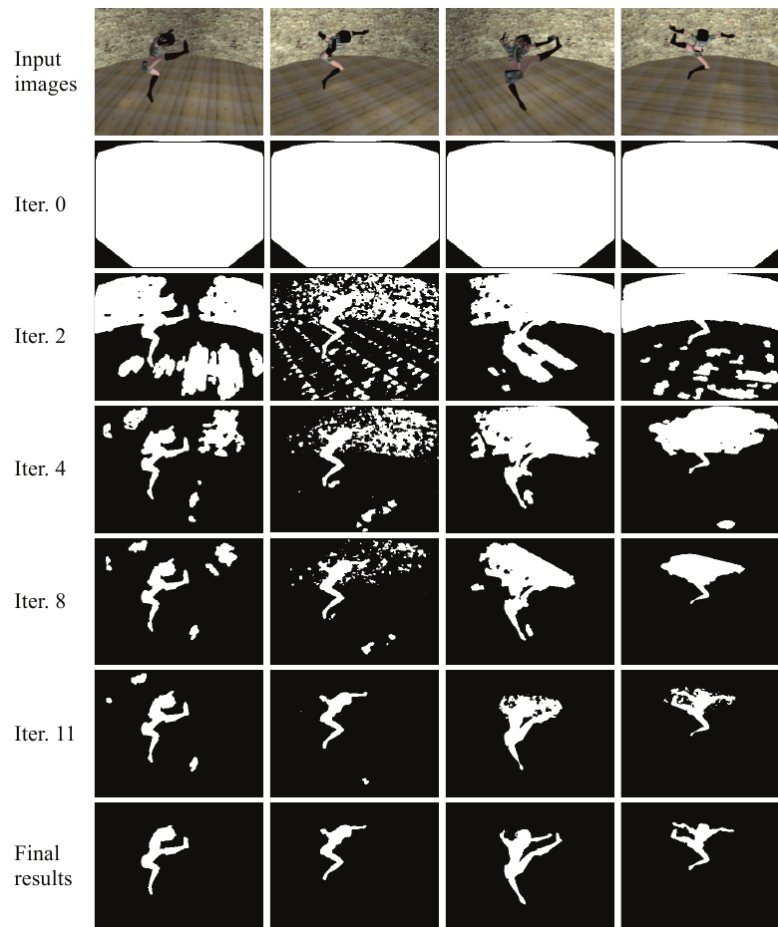 Input
images
Iter. 0
Iter. 2
Iter. 4
Iter. 8
Iter. 11
Final
results